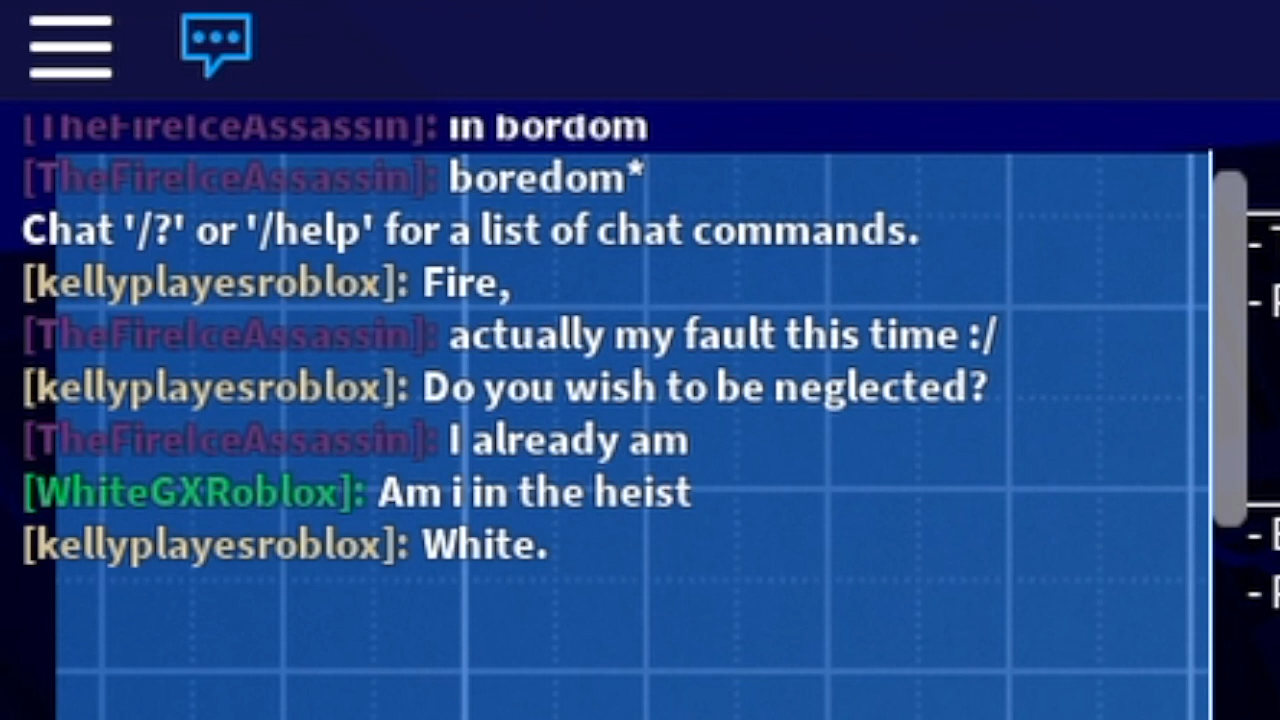 [TheFireIceAssassin]: in bordom
[TheFireIceAssassin]: boredom*
Chat '/?' or '/help' for a list of chat commands.
[kellyplayesroblox]: Fire,
[TheFireIceAssassin]: actually my fault this time :/
[kellyplayesroblox]: Do you wish to be neglected?
[TheFireIceAssassin]: I already am
[WhiteGXRoblox]: Am i in the heist
[kellyplayesroblox]: White.